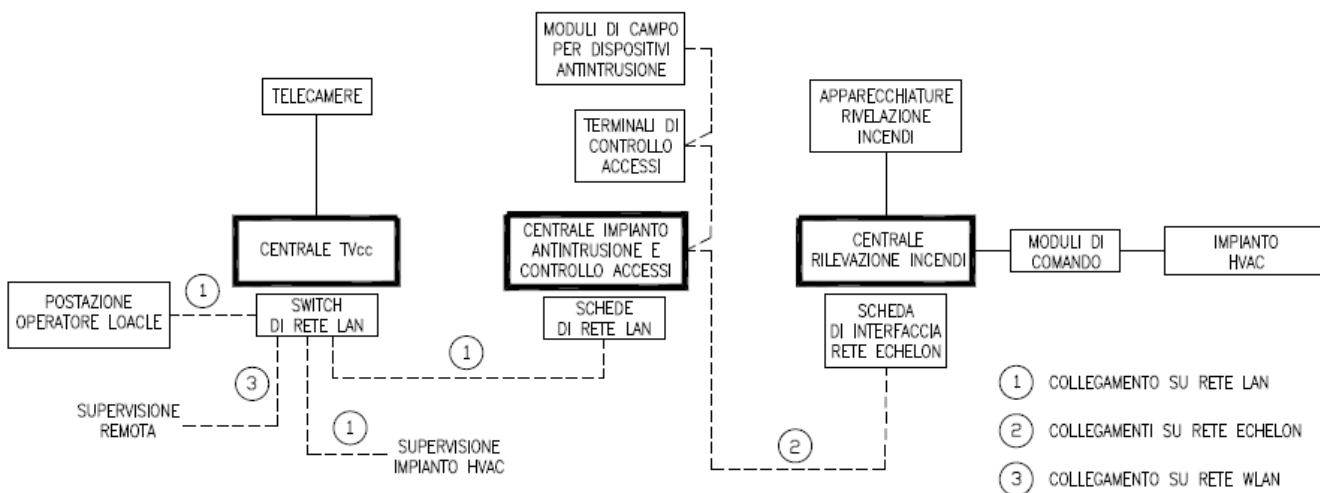 MODULI DI CAMPO
PER DISPOSITIVI
ANTINTRUSIONE
TELECAMERE
TERMINALI DI
CONTROLLO
ACCESSI
APPARECCHIATURE
RIVELAZIONE
INCENDI
CENTRALE TVcc
CENTRALE IMPIANTO
ANTINTRUSIONE E
CONTROLLO ACCESSI
CENTRALE
RILEVAZIONE INCENDI
MODULI DI
COMANDO
IMPIANTO
HVAC
POSTAZIONE
OPERATORE LOACLE
1
SWITCH
DI RETE LAN
SCHEDE
DI RETE LAN
SCHEDA
DI INTERFACCIA
RETE ECHELON
1
3
SUPERVISIONE
REMOTA
1
SUPERVISIONE
IMPIANTO HVAC
2
1 COLLEGAMENTO SU RETE LAN
2 COLLEGAMENTI SU RETE ECHELON
3 COLLEGAMENTO SU RETE WLAN